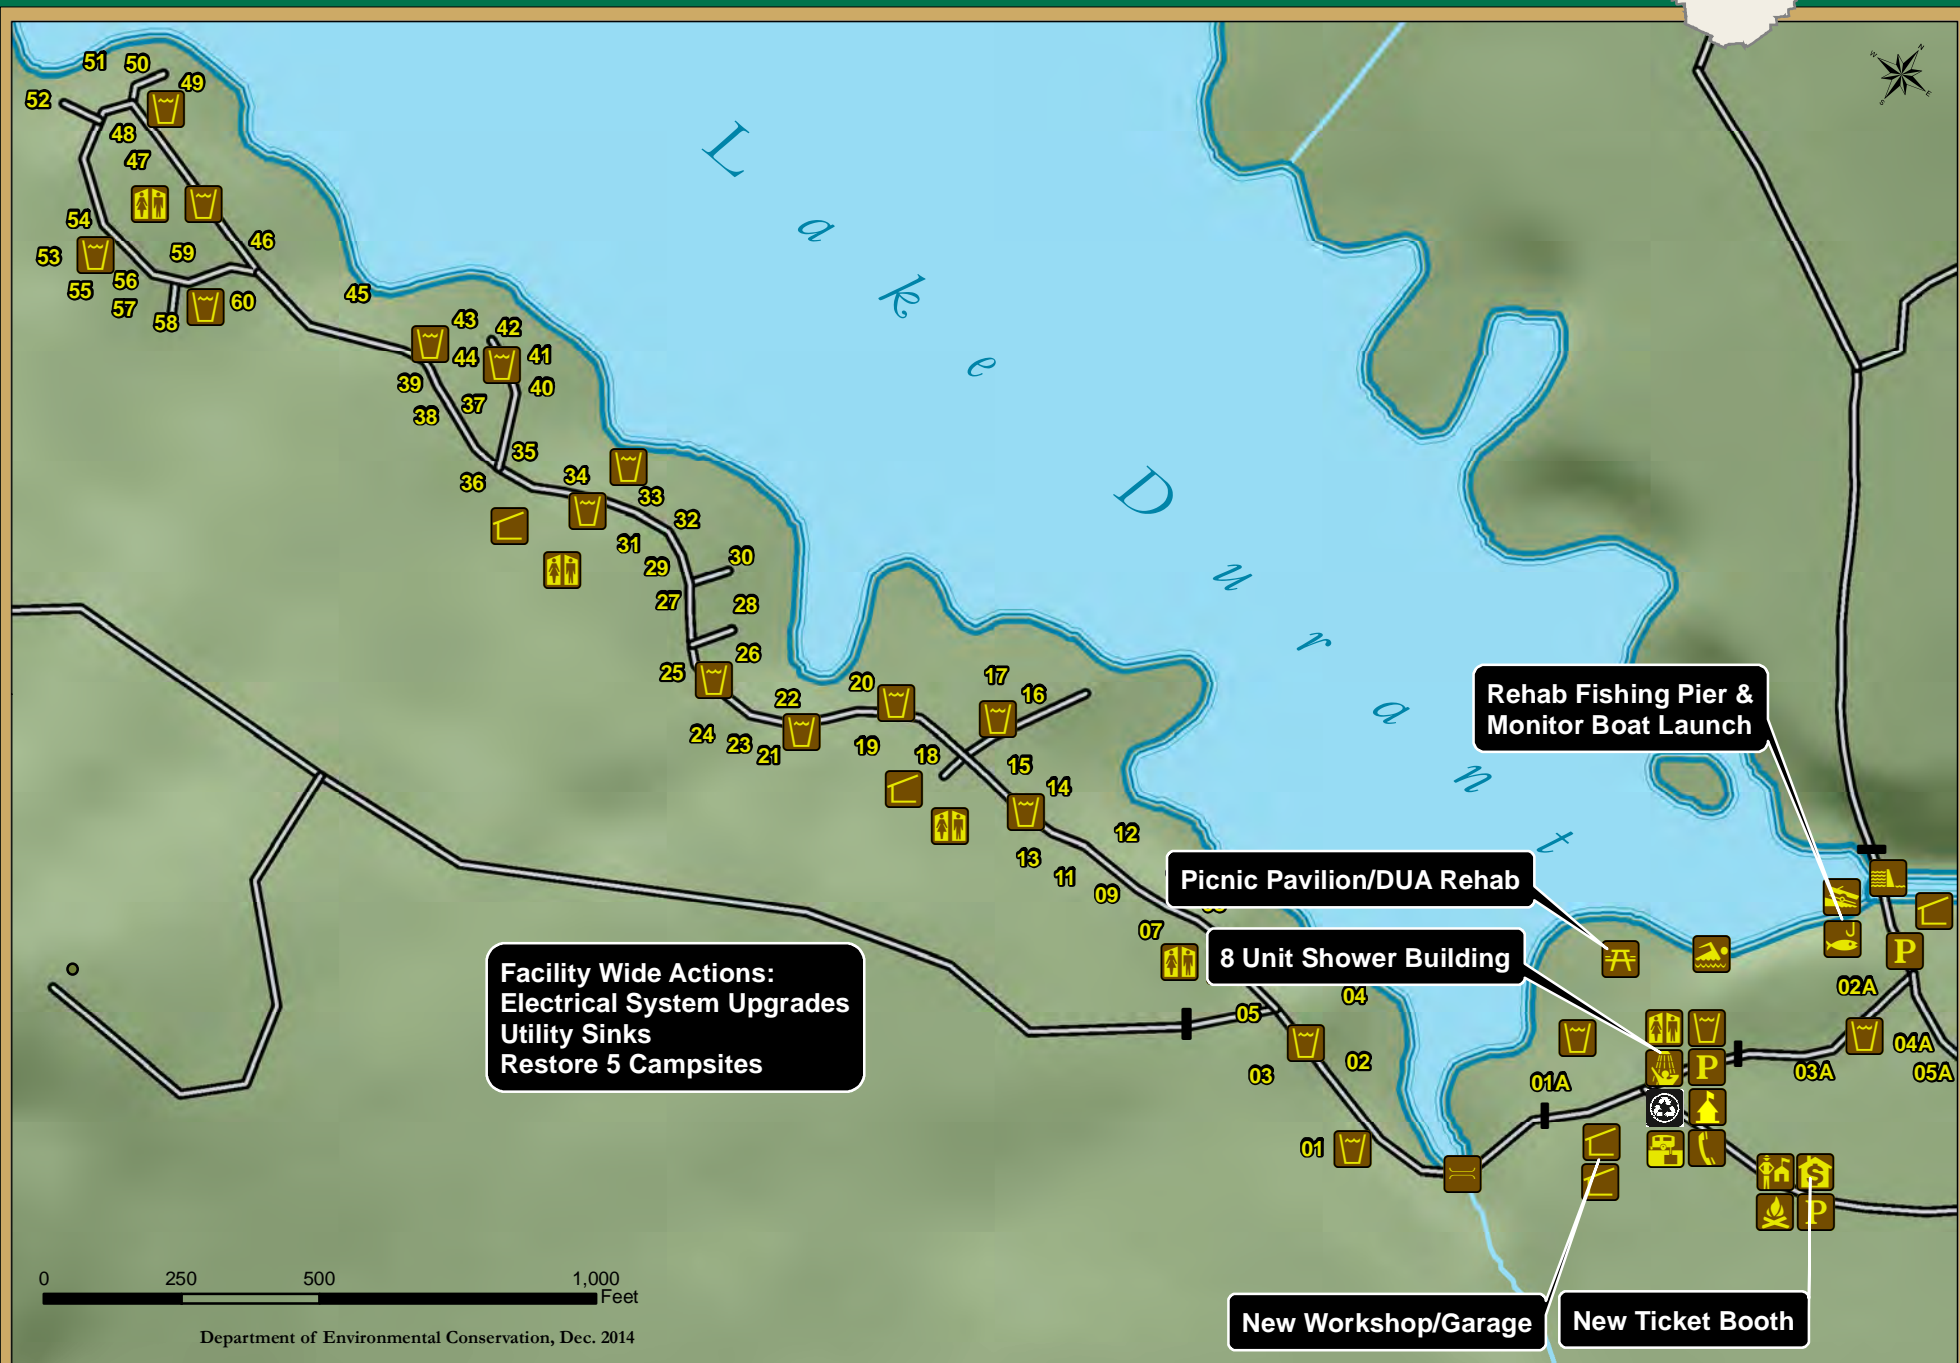 51
50
49
52
48
47
54
53
59
46
56
55
57
60
58
45
43
42
44
41
39
40
37
38
35
36
34
33
32
31
30
29
27
28
26
25
22
20
17
16
24
23
21
19
18
15
14
12
13
11
09
07
05
04
03
02
01
N
W
E
S
Lake Durant
Rehab Fishing Pier &
Monitor Boat Launch
Picnic Pavilion/DUA Rehab
8 Unit Shower Building
P
02A
04A
05A
03A
01A
P
P
Facility Wide Actions:
Electrical System Upgrades
Utility Sinks
Restore 5 Campsites
New Workshop/Garage
New Ticket Booth
0 250 500 1,000
Feet
Department of Environmental Conservation, Dec. 2014